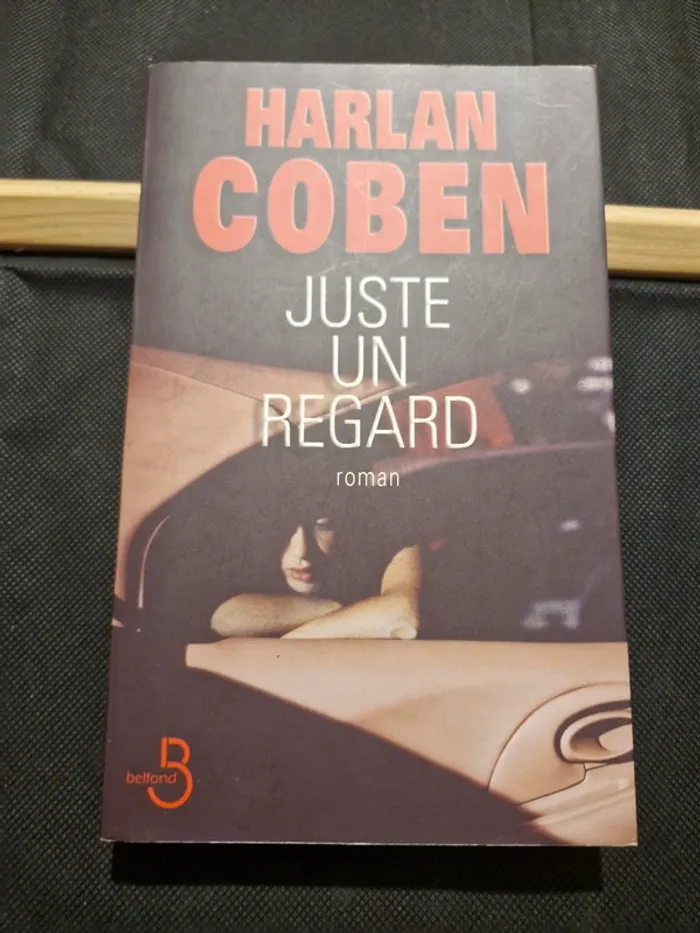 HARLAN
COBEN
JUSTE
UN
REGARD
roman
belfond